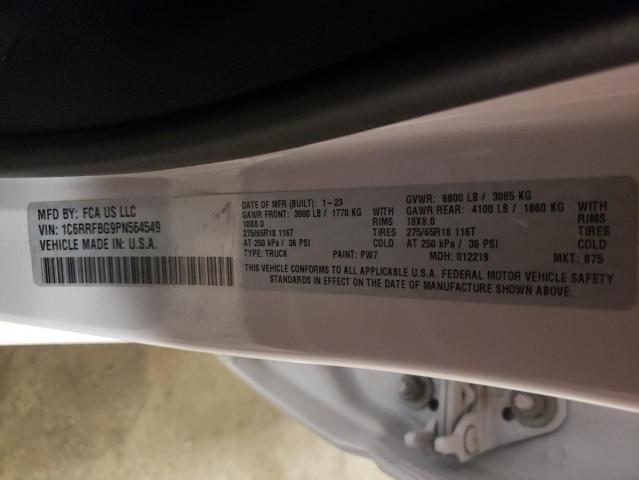 MFD BY: FCA US LLC
VIN: 1C6RRFBG9PN564549
VEHICLE MADE IN: U.S.A.
DATE OF MFR (BUILT): 1-23 GVWR: 6800 LB / 3085 KG
GAWR FRONT: 3900 LB / 1770 KG WITH GAWR REAR: 4100 LB / 1860 KG WITH
18X8.0 RIMS 18X8.0 RIMS
275/65R18 116T TIRES 275/65R18 116T TIRES
AT 250 kPa / 36 PSI COLD AT 250 kPa / 36 PSI COLD
TYPE: TRUCK PAINT: PW7 MDH: 012219 MKT: 875
THIS VEHICLE CONFORMS TO ALL APPLICABLE U.S.A. FEDERAL MOTOR VEHICLE SAFETY
STANDARDS IN EFFECT ON THE DATE OF MANUFACTURE SHOWN ABOVE.